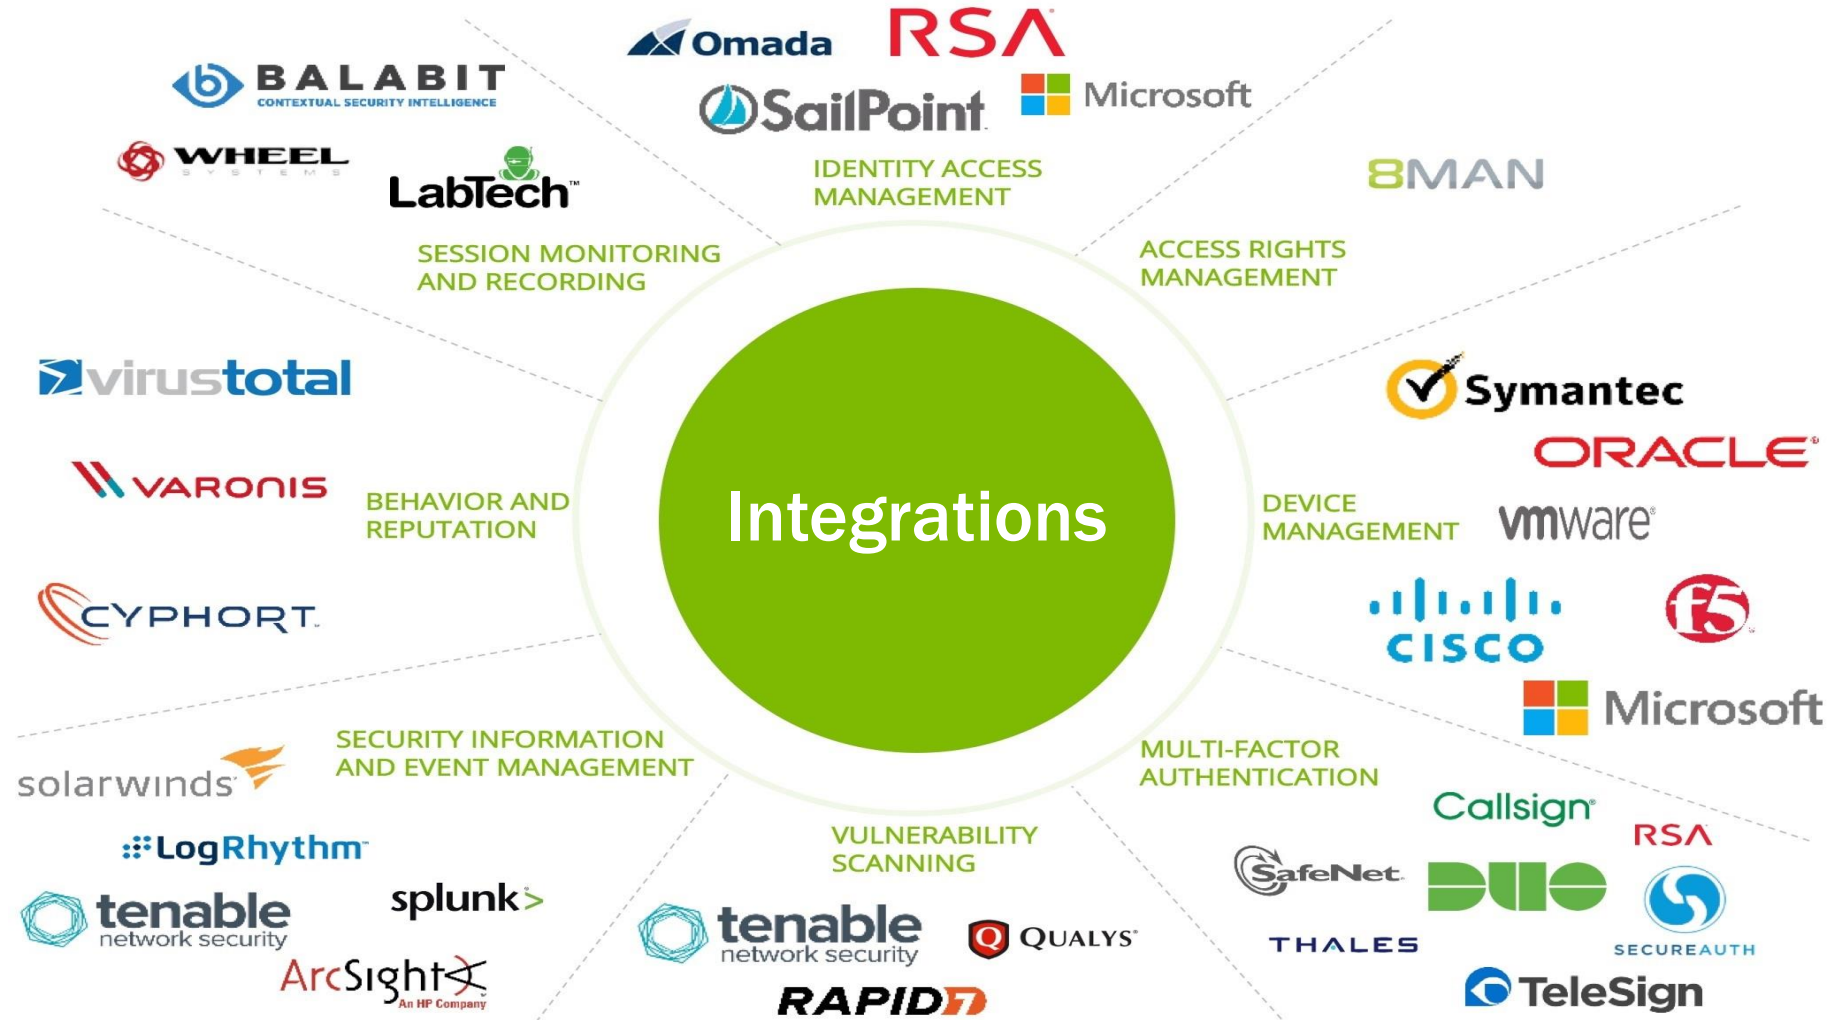 Omada
RSA
SailPoint
Microsoft
IDENTITY ACCESS
MANAGEMENT
BALABIT
CONTEXTUAL SECURITY INTELLIGENCE
WHEEL
SYSTEMS
LabTech™
SESSION MONITORING
AND RECORDING
8MAN
ACCESS RIGHTS
MANAGEMENT
virustotal
VARONIS
CYPHORT
BEHAVIOR AND
REPUTATION
Integrations
Symantec
ORACLE®
DEVICE
MANAGEMENT
vmware®
CISCO
f5
Microsoft
SECURITY INFORMATION
AND EVENT MANAGEMENT
solarwinds
LogRhythm
tenable
network security
splunk>
ArcSight
An HP Company
VULNERABILITY
SCANNING
tenable
network security
Q QUALYS®
RAPID7
MULTI-FACTOR
AUTHENTICATION
Callsign®
RSA
SafeNet
DUO
SECUREAUTH
THALES
TeleSign